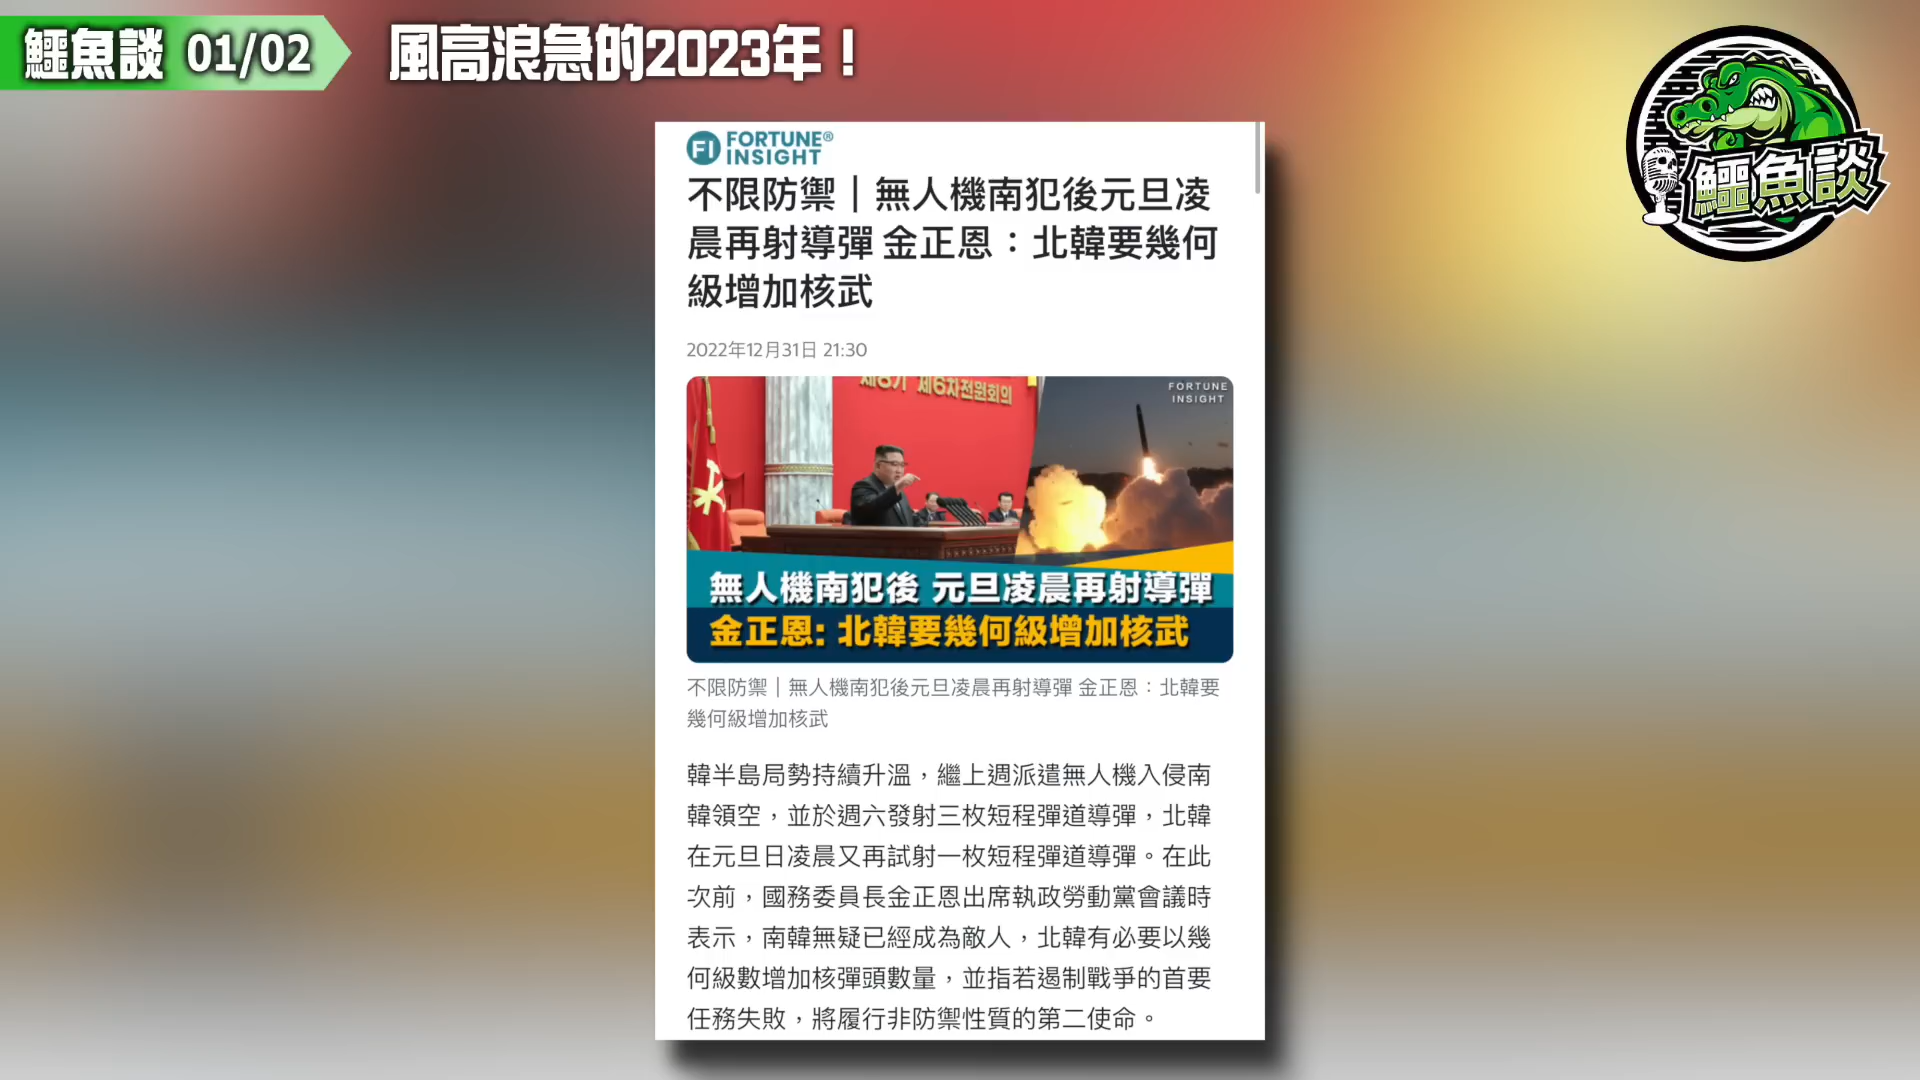 鱷魚談 01/02 風高浪急的2023年！
鱷魚談
FI FORTUNE® INSIGHT
不限防禦｜無人機南犯後元旦凌
晨再射導彈 金正恩：北韓要幾何
級增加核武
2022年12月31日 21:30
제6차전원회의
FORTUNE
INSIGHT
無人機南犯後 元旦凌晨再射導彈
金正恩: 北韓要幾何級增加核武
不限防禦｜無人機南犯後元旦凌晨再射導彈 金正恩：北韓要
幾何級增加核武
韓半島局勢持續升溫，繼上週派遣無人機入侵南
韓領空，並於週六發射三枚短程彈道導彈，北韓
在元旦日凌晨又再試射一枚短程彈道導彈。在此
次前，國務委員長金正恩出席執政勞動黨會議時
表示，南韓無疑已經成為敵人，北韓有必要以幾
何級數增加核彈頭數量，並指若遏制戰爭的首要
任務失敗，將履行非防禦性質的第二使命。